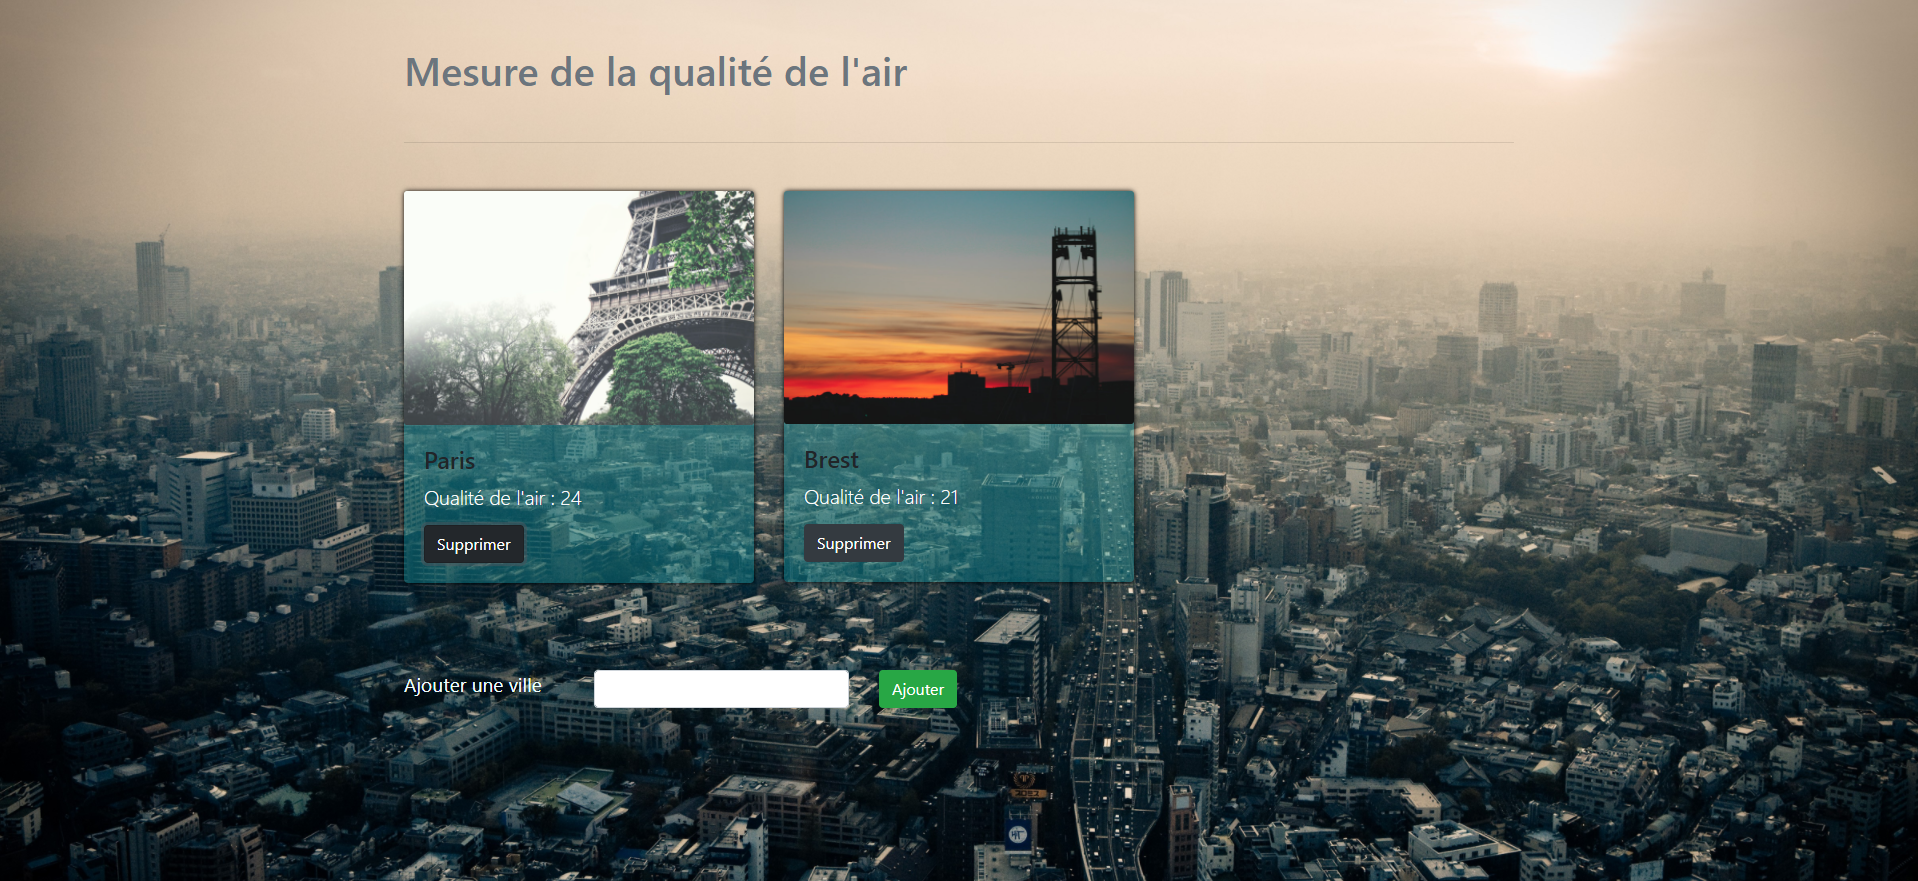 Mesure de la qualité de l'air
Paris
Qualité de l'air : 24
Supprimer
Brest
Qualité de l'air : 21
Supprimer
Ajouter une ville
Ajouter